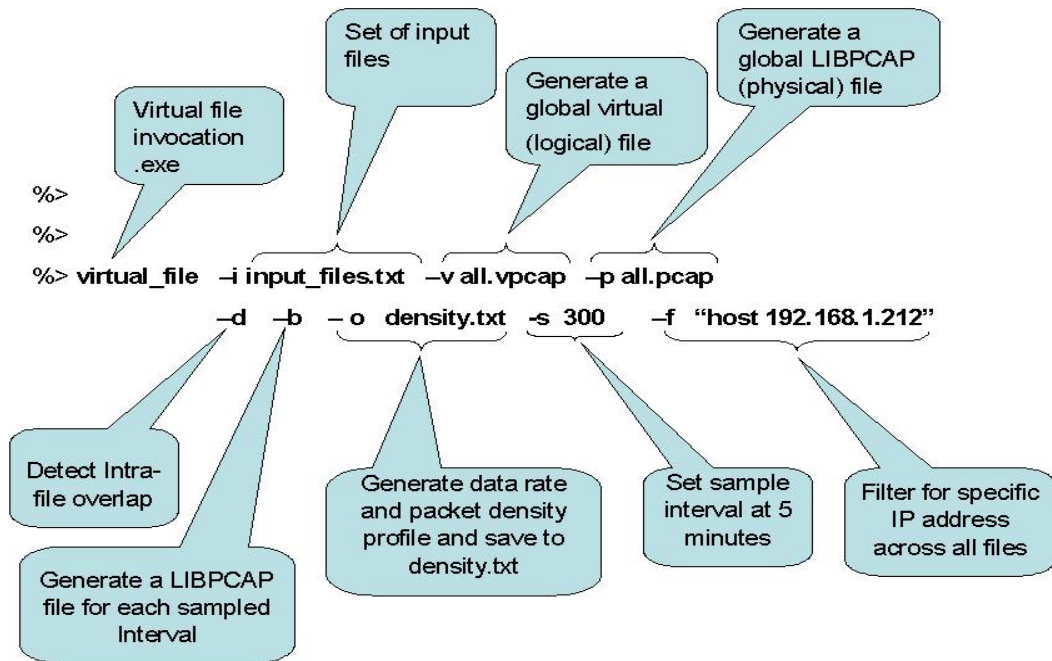 Set of input
files
Generate a
global LIBPCAP
(physical) file
Generate a
global virtual
(logical) file
Virtual file
invocation
.exe
%>
%>
%> virtual_file –i input_files.txt –v all.vpcap –p all.pcap
–d –b – o density.txt -s 300 –f “host 192.168.1.212”
Detect Intra-
file overlap
Generate a LIBPCAP
file for each sampled
Interval
Generate data rate
and packet density
profile and save to
density.txt
Set sample
interval at 5
minutes
Filter for specific
IP address
across all files